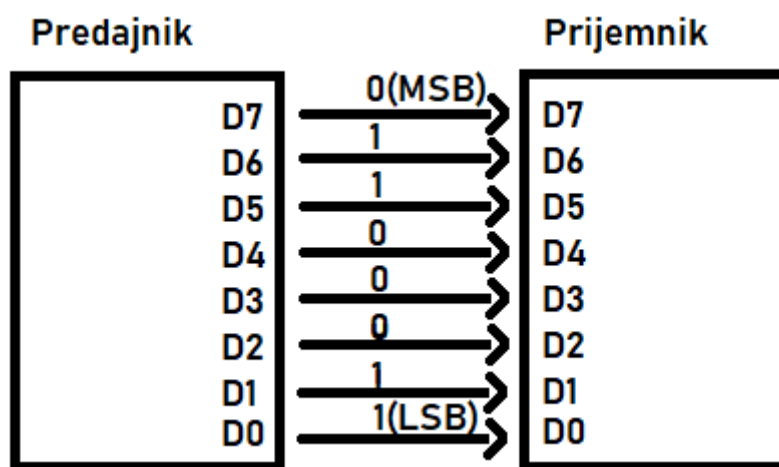 Predajnik Prijemnik
0(MSB)
D7 D7
1
D6 D6
1
D5 D5
0
D4 D4
0
D3 D3
0
D2 D2
1
D1 D1
1(LSB)
D0 D0